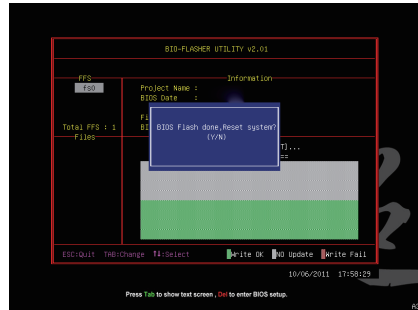 BIO-FLASHER UTILITY v2.01
FFS
Information
fs0
Project Name :
BIOS Date :
Fi
Total FFS : 1
BI
BIOS Flash done,Reset system?
(Y/N)
Files
T]...
==
ESC:Quit TAB:Change ↑↓:Select Write OK NO Update Write Fail
10/06/2011 17:58:29
Press Tab to show text screen , Del to enter BIOS setup.